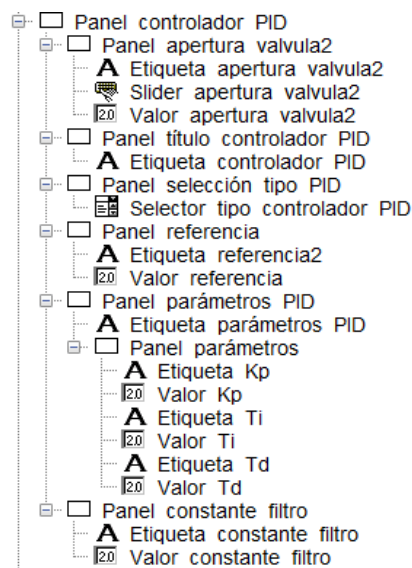 Panel controlador PID
Panel apertura valvula2
A Etiqueta apertura valvula2
Slider apertura valvula2
2.0 Valor apertura valvula2
Panel título controlador PID
A Etiqueta controlador PID
Panel selección tipo PID
Selector tipo controlador PID
Panel referencia
A Etiqueta referencia2
2.0 Valor referencia
Panel parámetros PID
A Etiqueta parámetros PID
Panel parámetros
A Etiqueta Kp
2.0 Valor Kp
A Etiqueta Ti
2.0 Valor Ti
A Etiqueta Td
2.0 Valor Td
Panel constante filtro
A Etiqueta constante filtro
2.0 Valor constante filtro